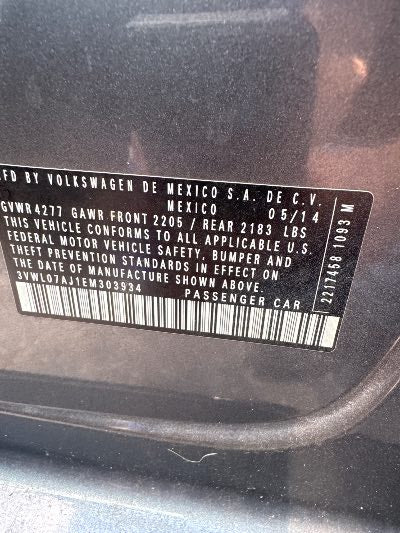 MFD BY VOLKSWAGEN DE MEXICO S.A. DE C.V.
MEXICO 05/14
GVWR 4277 GAWR FRONT 2205 / REAR 2183 LBS
THIS VEHICLE CONFORMS TO ALL APPLICABLE U.S.
FEDERAL MOTOR VEHICLE SAFETY, BUMPER AND
THEFT PREVENTION STANDARDS IN EFFECT ON
THE DATE OF MANUFACTURE SHOWN ABOVE.
3VWL07AJ1EM303934 PASSENGER CAR
2217458 1093 M